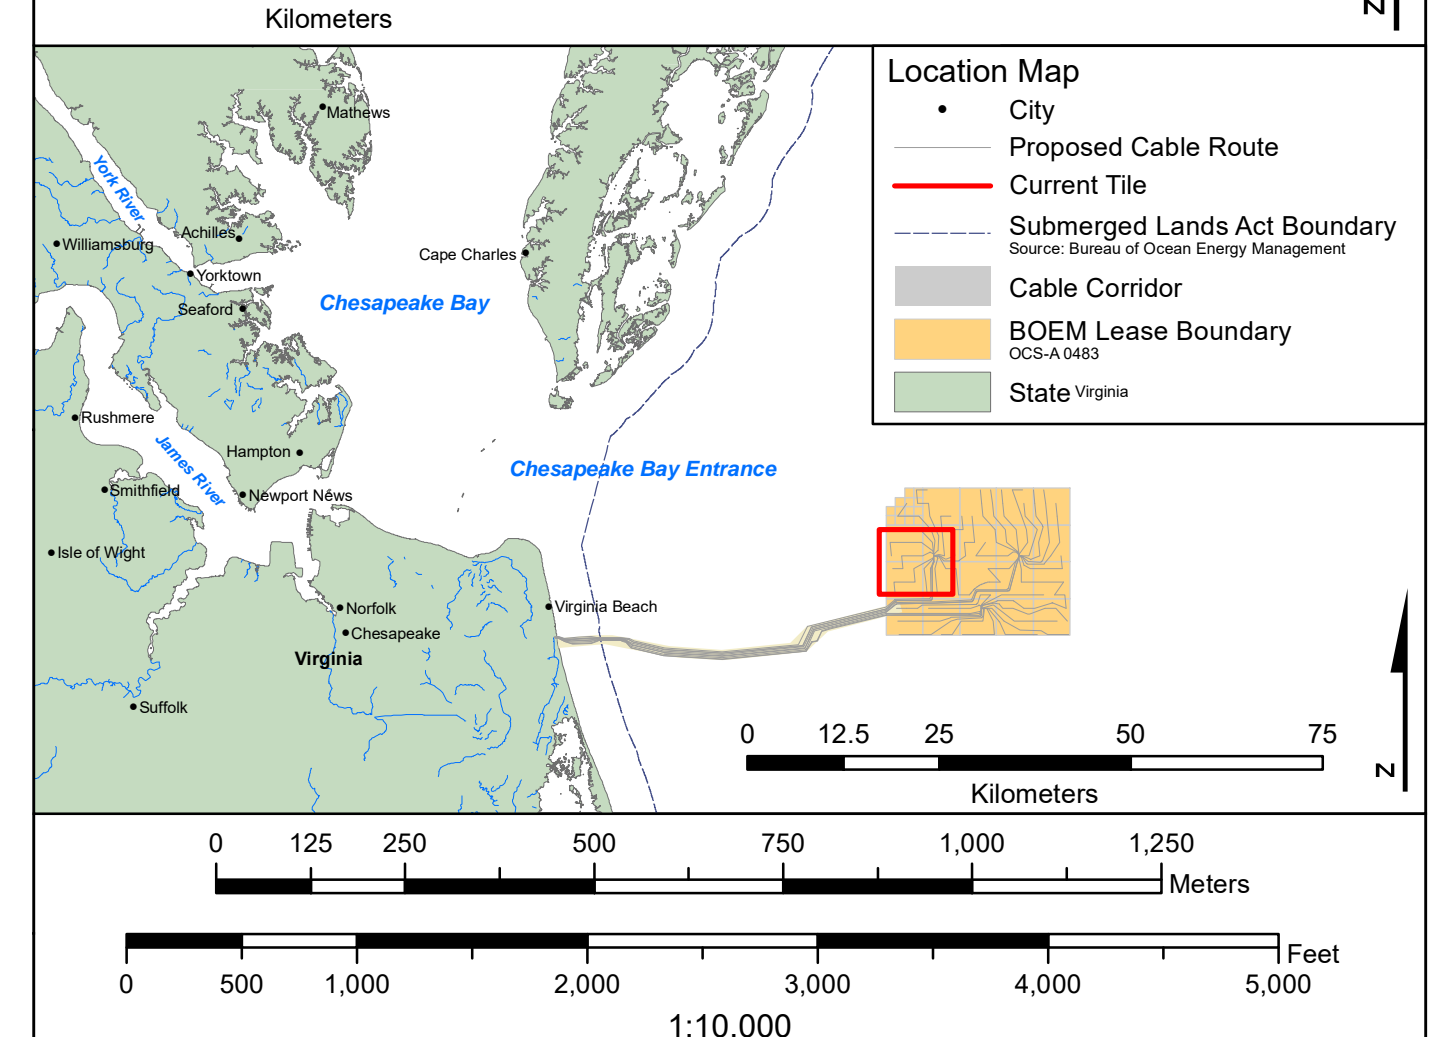 Kilometers
N
Location Map
City
Proposed Cable Route
Current Tile
Submerged Lands Act Boundary
Source: Bureau of Ocean Energy Management
Cable Corridor
BOEM Lease Boundary
OCS-A 0483
State Virginia
Mathews
York River
Achilles
Williamsburg
Cape Charles
Yorktown
Chesapeake Bay
Seaford
Rushmere
James River
Hampton
Chesapeake Bay Entrance
Smithfield
Newport News
Isle of Wight
Norfolk
Virginia Beach
Chesapeake
Virginia
Suffolk
0 12.5 25 50 75
Kilometers
N
0 125 250 500 750 1,000 1,250
Meters
Feet
0 500 1,000 2,000 3,000 4,000 5,000
1:10,000